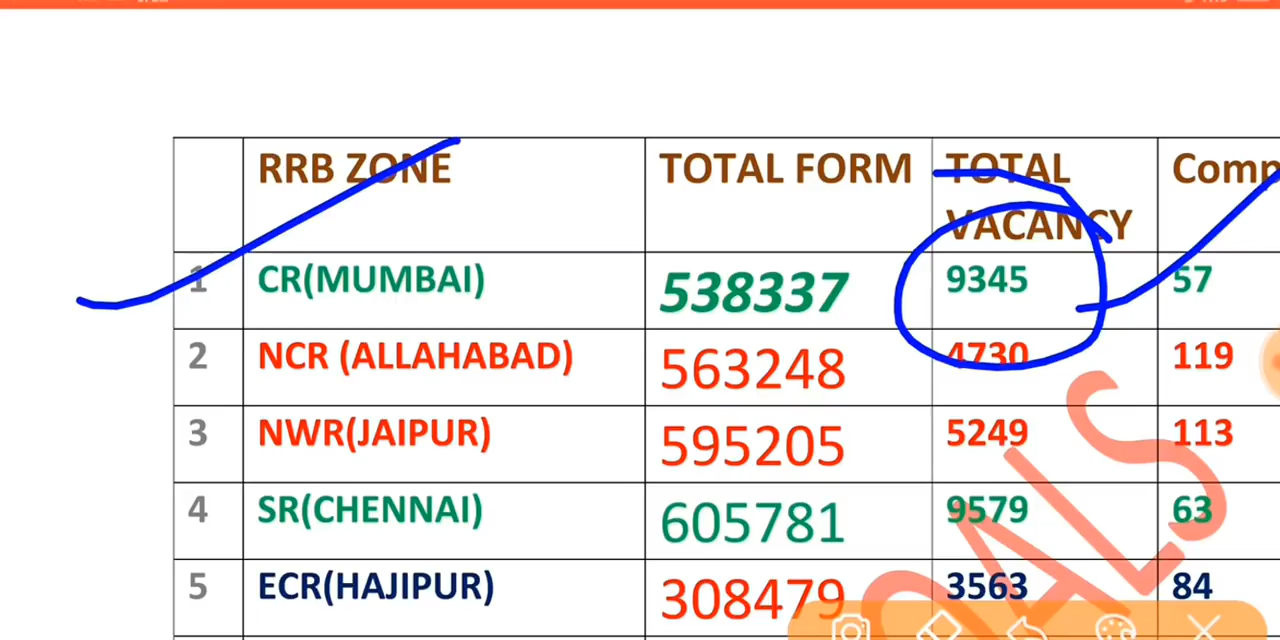 RRB ZONE TOTAL FORM TOTAL VACANCY
1 CR(MUMBAI) 538337 9345 57
2 NCR (ALLAHABAD) 563248 4730 119
3 NWR(JAIPUR) 595205 5249 113
4 SR(CHENNAI) 605781 9579 63
5 ECR(HAJIPUR) 308479 3563 84